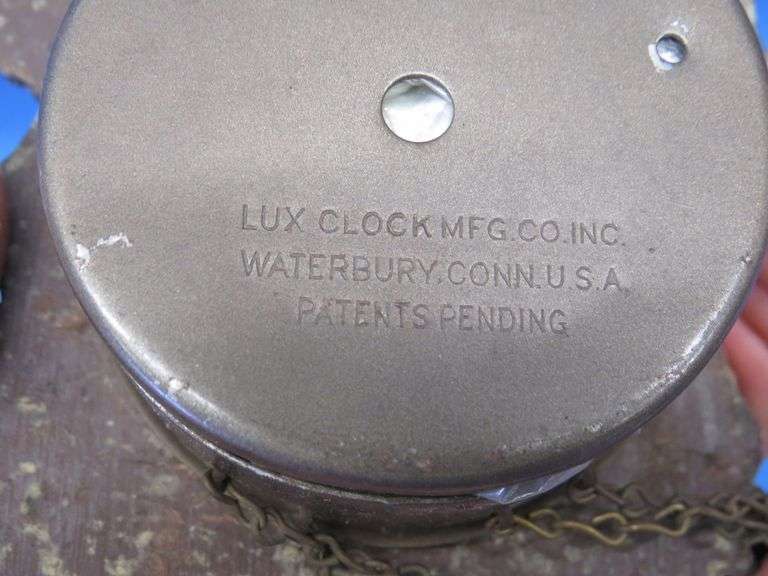 LUX CLOCK MFG. CO. INC.
WATERBURY, CONN. U S. A.
PATENTS PENDING